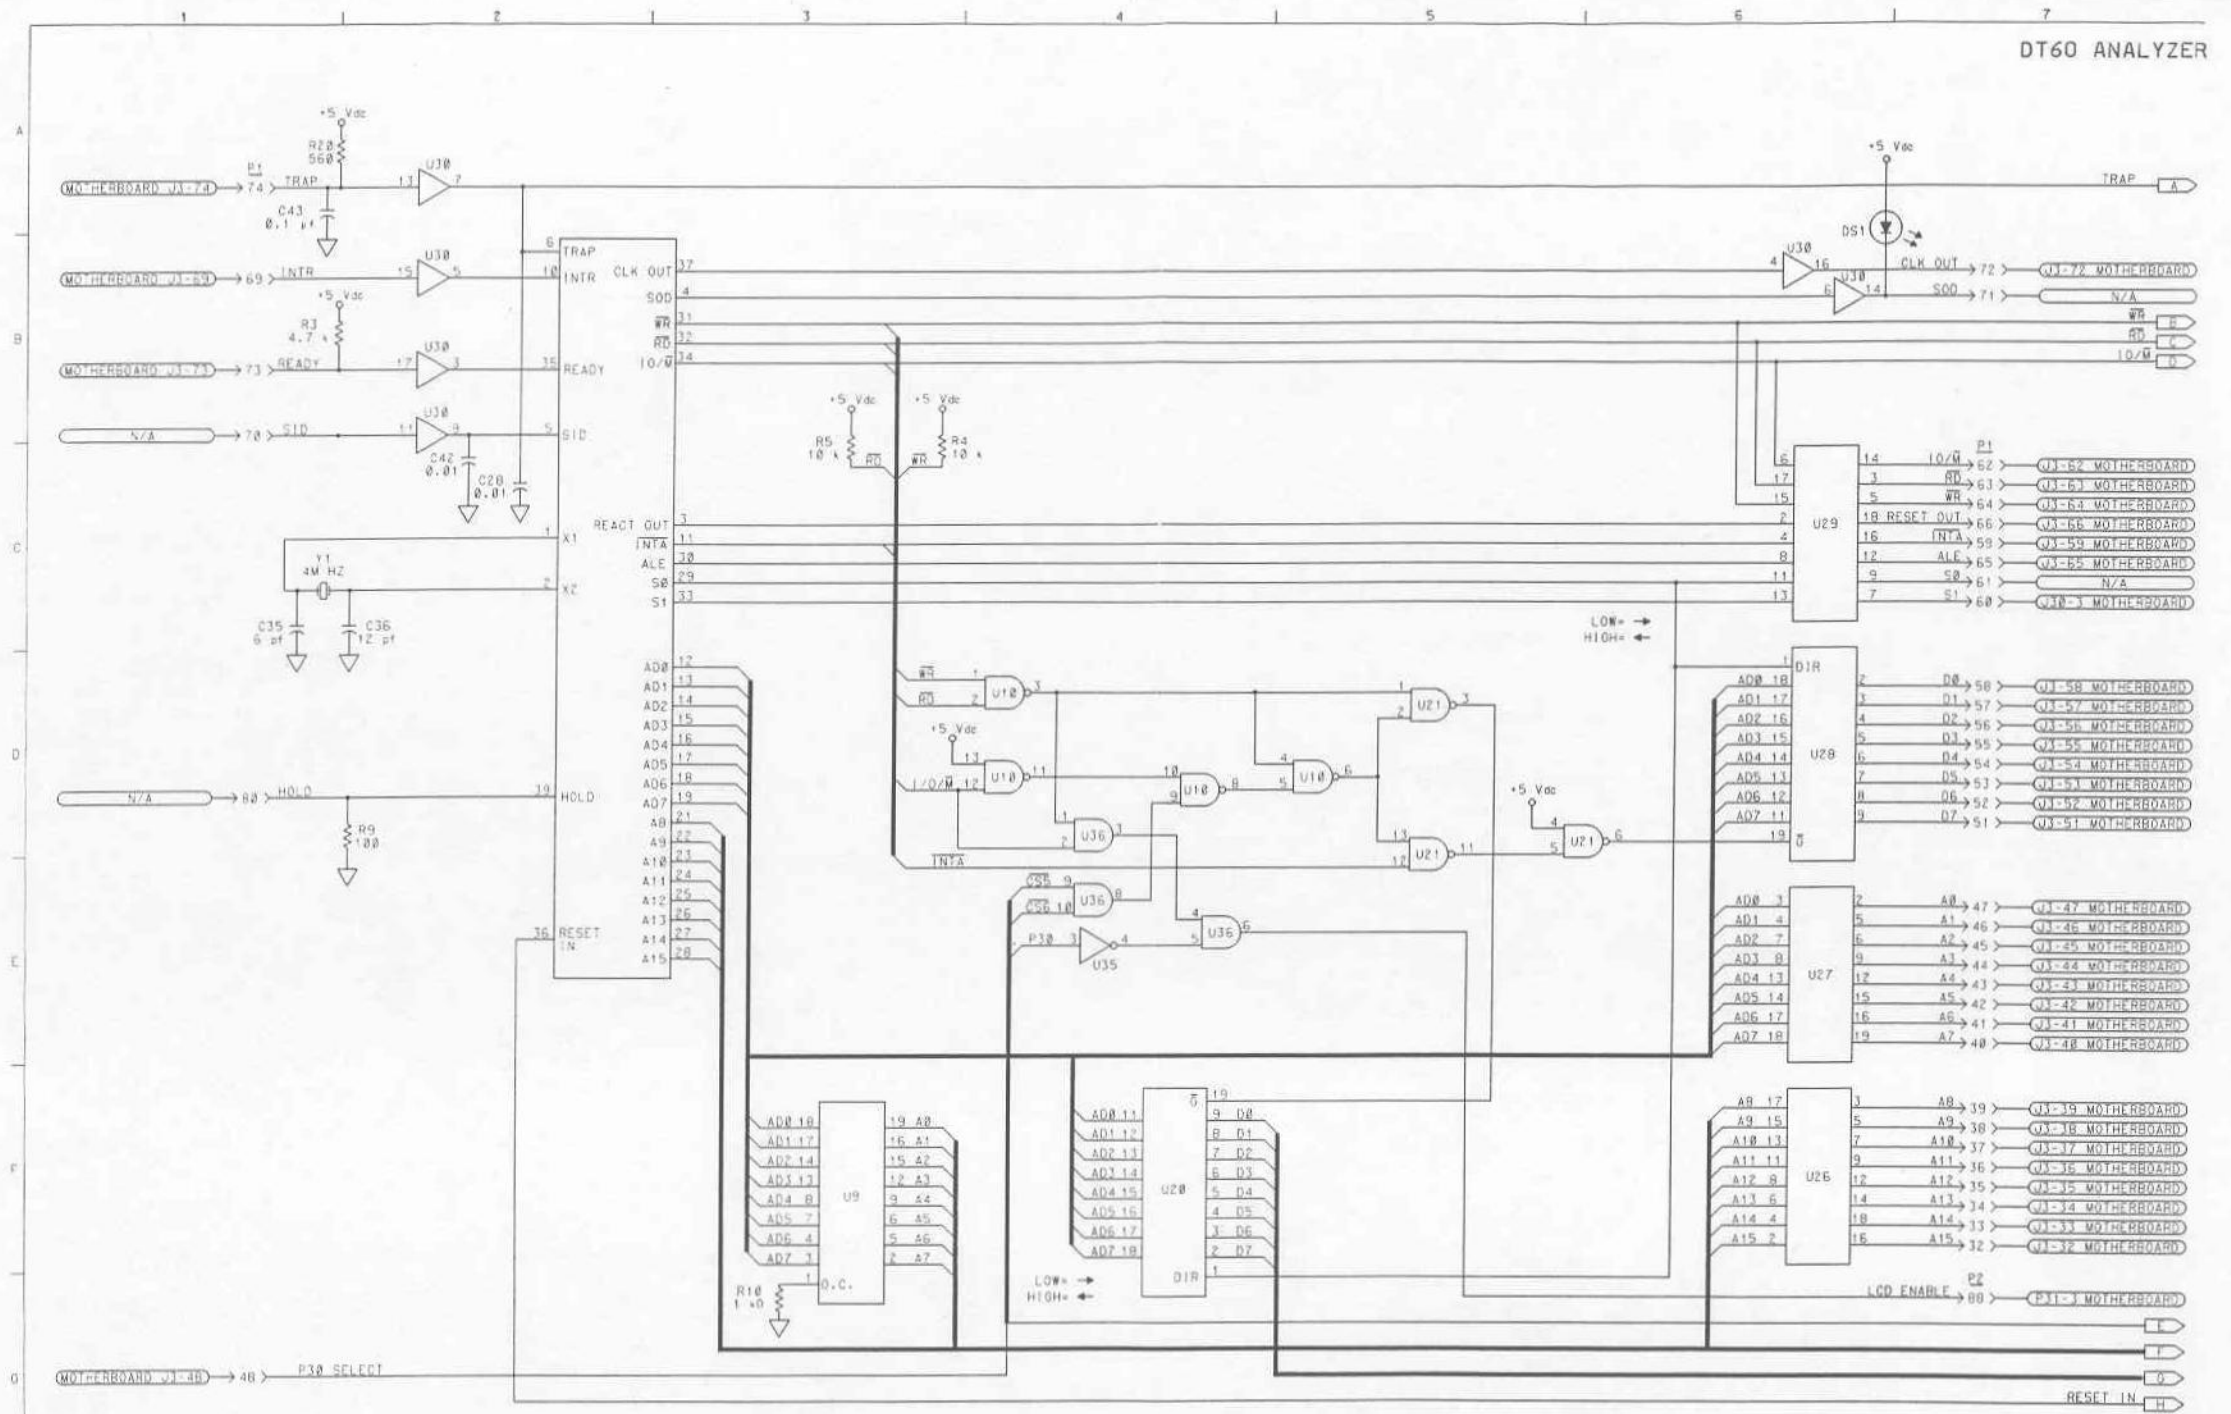 1 2 3 4 5 6 7
DT60 ANALYZER
A
+5 Vdc
R20
560
MOTHERBOARD J3-74
P1
74
TRAP
13
U30
7
C43
0.1 µf
TRAP
A
+5 Vdc
DS1
MOTHERBOARD J3-69
69
INTR
15
U30
5
6
TRAP
10
INTR
CLK OUT
37
4
U30
16
CLK OUT
72
J3-72 MOTHERBOARD
SOD
4
6
U30
14
SOD
71
N/A
+5 Vdc
R3
4.7 k
B
WR
31
WR
B
RD
32
RD
C
IO/M
34
IO/M
D
MOTHERBOARD J3-73
73
READY
17
U30
3
35
READY
N/A
70
SID
11
U30
9
5
SID
C42
0.01
C28
0.01
+5 Vdc
+5 Vdc
R5
10 k
RD
WR
R4
10 k
P1
6
U29
14
IO/M
62
J3-62 MOTHERBOARD
17
3
RD
63
J3-63 MOTHERBOARD
15
5
WR
64
J3-64 MOTHERBOARD
REACT OUT
3
2
18
RESET OUT
66
J3-66 MOTHERBOARD
C
INTA
11
4
16
INTA
59
J3-59 MOTHERBOARD
ALE
30
8
12
ALE
65
J3-65 MOTHERBOARD
S0
29
11
9
S0
61
N/A
S1
33
13
7
S1
60
J30-3 MOTHERBOARD
1
X1
Y1
4M HZ
2
X2
C35
6 pf
C36
12 pf
LOW= →
HIGH= ←
AD0 12
AD1 13
AD2 14
AD3 15
AD4 16
AD5 17
AD6 18
AD7 19
A8 21
A9 22
A10 23
A11 24
A12 25
A13 26
A14 27
A15 28
D
WR 1
RD 2
U10
3
+5 Vdc
13
I/O/M 12
U10
11
10
9
U10
8
4
5
U10
6
1
2
U21
3
1
2
U36
3
13
12
U21
11
+5 Vdc
4
5
U21
6
INTA
CS5 9
CS6 10
U36
8
P30 3
4
U35
4
5
U36
6
1
DIR
U28
AD0 18
2
D0
58
J3-58 MOTHERBOARD
AD1 17
3
D1
57
J3-57 MOTHERBOARD
AD2 16
4
D2
56
J3-56 MOTHERBOARD
AD3 15
5
D3
55
J3-55 MOTHERBOARD
AD4 14
6
D4
54
J3-54 MOTHERBOARD
AD5 13
7
D5
53
J3-53 MOTHERBOARD
AD6 12
8
D6
52
J3-52 MOTHERBOARD
AD7 11
9
D7
51
J3-51 MOTHERBOARD
19
G
N/A
80
HOLD
39
HOLD
R9
100
E
36
RESET
IN
U27
AD0 3
2
A0
47
J3-47 MOTHERBOARD
AD1 4
5
A1
46
J3-46 MOTHERBOARD
AD2 7
6
A2
45
J3-45 MOTHERBOARD
AD3 8
9
A3
44
J3-44 MOTHERBOARD
AD4 13
12
A4
43
J3-43 MOTHERBOARD
AD5 14
15
A5
42
J3-42 MOTHERBOARD
AD6 17
16
A6
41
J3-41 MOTHERBOARD
AD7 18
19
A7
40
J3-40 MOTHERBOARD
F
U9
AD0 18
19 A0
AD1 17
16 A1
AD2 14
15 A2
AD3 13
12 A3
AD4 8
9 A4
AD5 7
6 A5
AD6 4
5 A6
AD7 3
2 A7
1
O.C.
R10
1 kΩ
U20
G
19
AD0 11
9 D0
AD1 12
8 D1
AD2 13
7 D2
AD3 14
6 D3
AD4 15
5 D4
AD5 16
4 D5
AD6 17
3 D6
AD7 18
2 D7
DIR
1
LOW= →
HIGH= ←
U26
A8 17
3
A8
39
J3-39 MOTHERBOARD
A9 15
5
A9
38
J3-38 MOTHERBOARD
A10 13
7
A10
37
J3-37 MOTHERBOARD
A11 11
9
A11
36
J3-36 MOTHERBOARD
A12 8
12
A12
35
J3-35 MOTHERBOARD
A13 6
14
A13
34
J3-34 MOTHERBOARD
A14 4
18
A14
33
J3-33 MOTHERBOARD
A15 2
16
A15
32
J3-32 MOTHERBOARD
P2
LCD ENABLE
80
P31-3 MOTHERBOARD
E
F
G
MOTHERBOARD J3-48
48
P30 SELECT
G
RESET IN
H